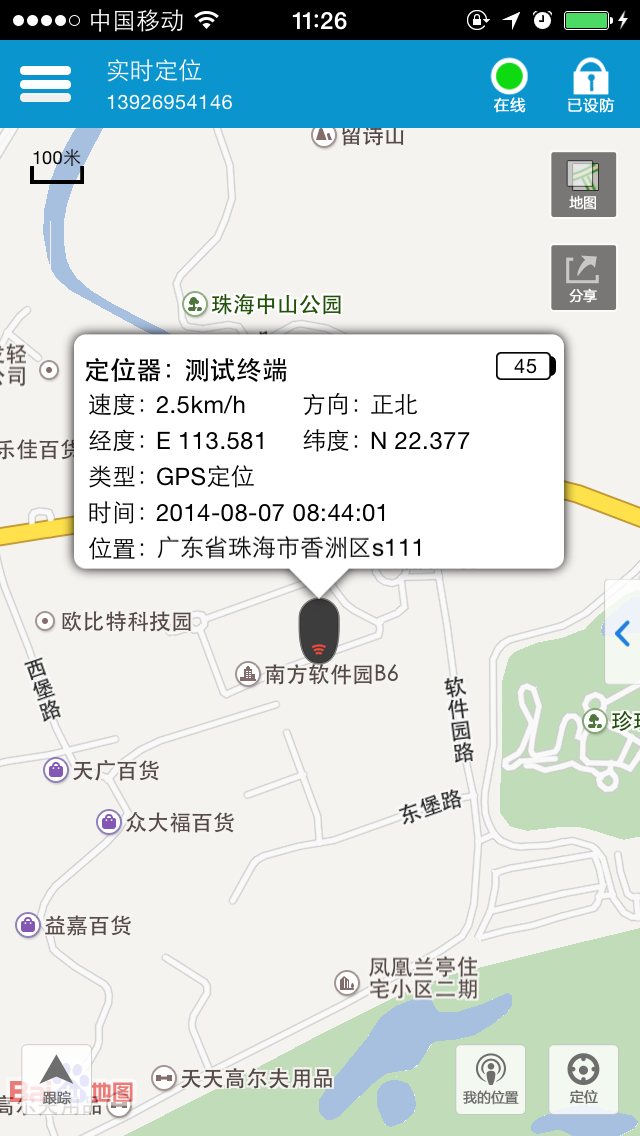 中国移动 11:26
实时定位
13926954146
在线
已设防
留诗山
100米
地图
分享
珠海中山公园
定位器：测试终端 45
速度：2.5km/h 方向：正北
经度：E 113.581 纬度：N 22.377
类型：GPS定位
时间：2014-08-07 08:44:01
位置：广东省珠海市香洲区s111
轻
公司
乐佳百货
欧比特科技园
南方软件园B6
西堡路
软件园路
天广百货
东堡路
众大福百货
益嘉百货
凤凰兰亭住
宅小区二期
天天高尔夫用品
Bai 地图
跟踪
我的位置
定位